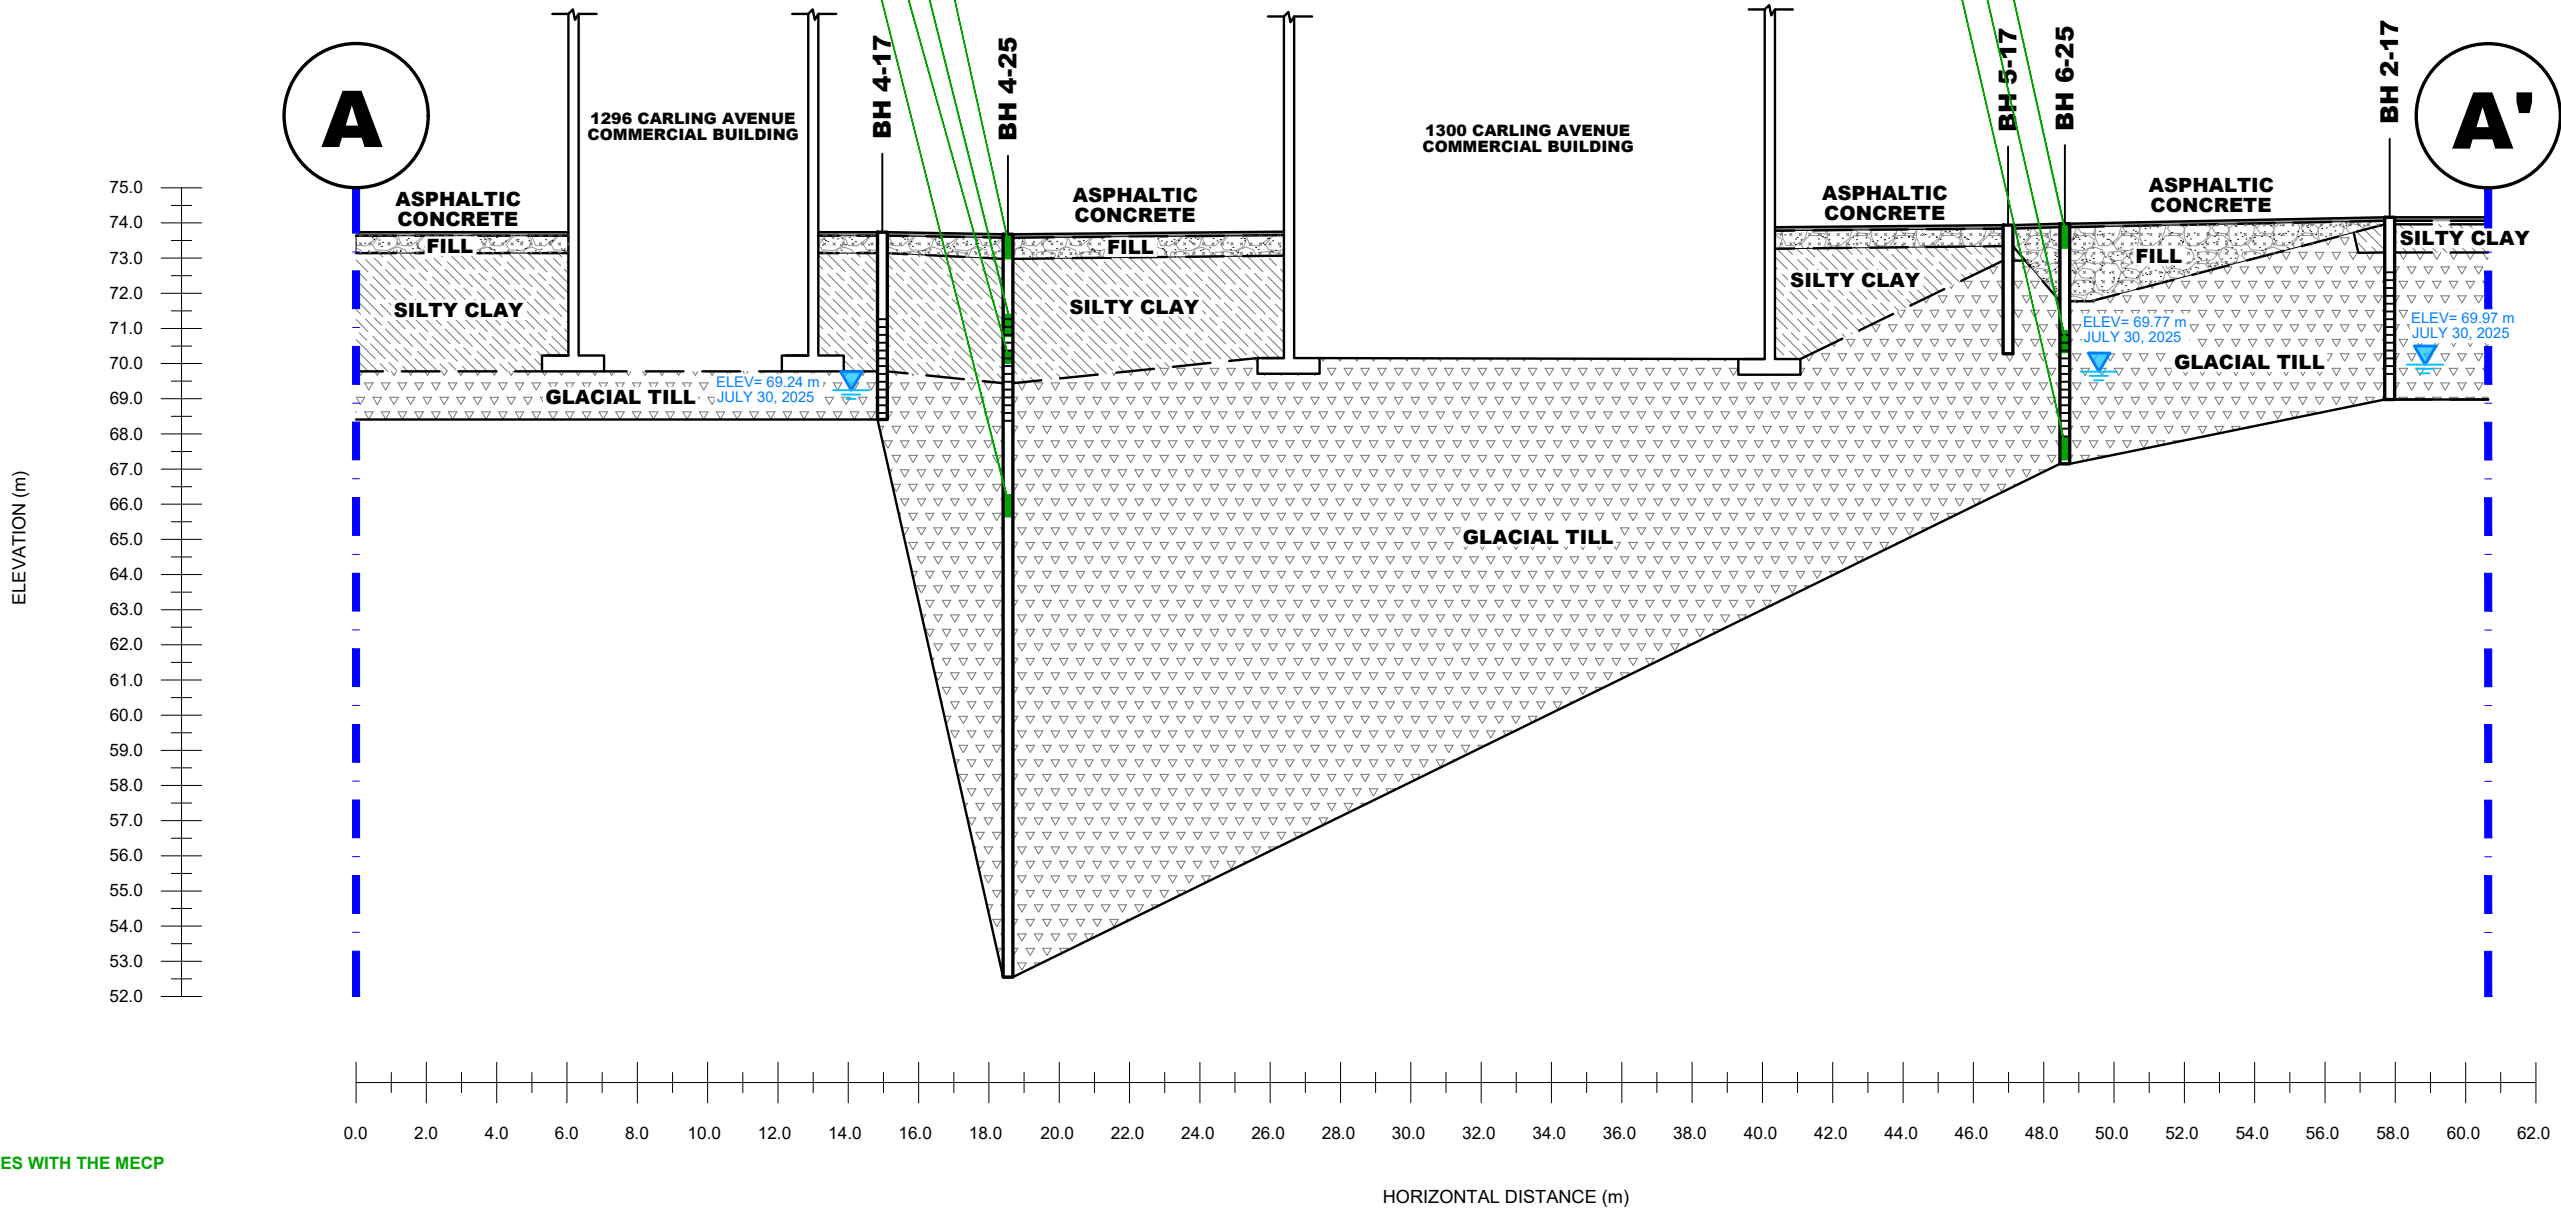 A
1296 CARLING AVENUE
COMMERCIAL BUILDING
BH 4-17
BH 4-25
1300 CARLING AVENUE
COMMERCIAL BUILDING
BH 5-17
BH 6-25
BH 2-17
A'
ASPHALTIC
CONCRETE
ASPHALTIC
CONCRETE
ASPHALTIC
CONCRETE
ASPHALTIC
CONCRETE
FILL
FILL
FILL
SILTY CLAY
SILTY CLAY
SILTY CLAY
SILTY CLAY
ELEV= 69.24 m
JULY 30, 2025
ELEV= 69.77 m
JULY 30, 2025
ELEV= 69.97 m
JULY 30, 2025
GLACIAL TILL
GLACIAL TILL
GLACIAL TILL
ELEVATION (m)
75.0
74.0
73.0
72.0
71.0
70.0
69.0
68.0
67.0
66.0
65.0
64.0
63.0
62.0
61.0
60.0
59.0
58.0
57.0
56.0
55.0
54.0
53.0
52.0
0.0 2.0 4.0 6.0 8.0 10.0 12.0 14.0 16.0 18.0 20.0 22.0 24.0 26.0 28.0 30.0 32.0 34.0 36.0 38.0 40.0 42.0 44.0 46.0 48.0 50.0 52.0 54.0 56.0 58.0 60.0 62.0
ES WITH THE MECP
HORIZONTAL DISTANCE (m)